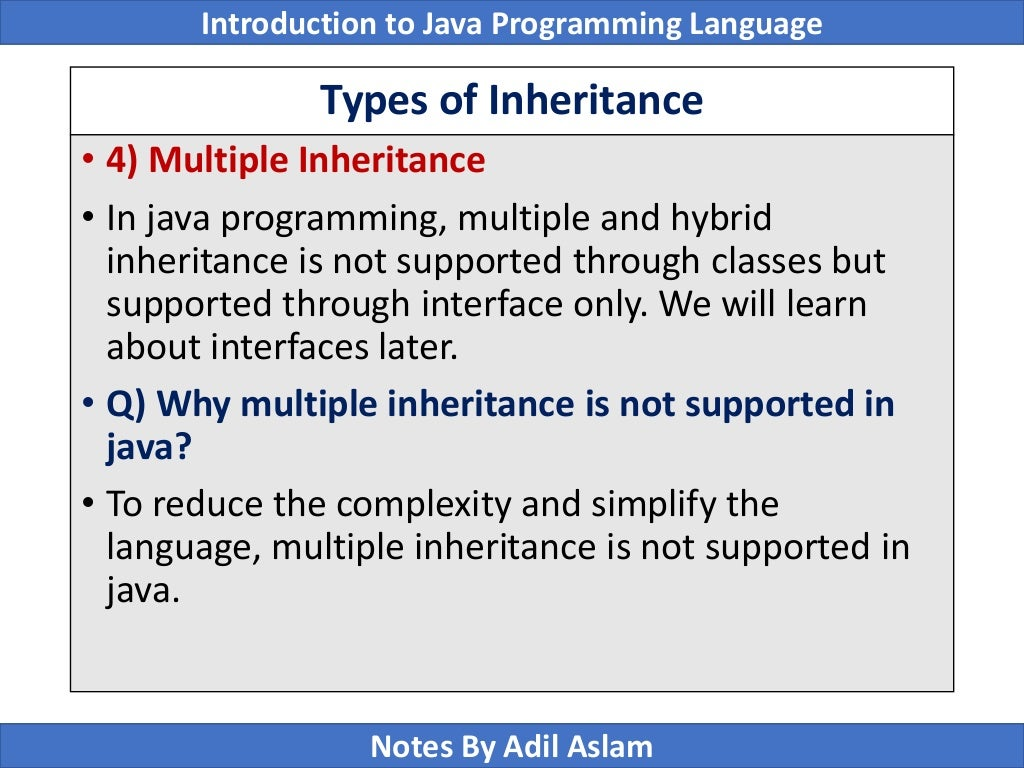 Introduction to Java Programming Language
Types of Inheritance
• 4) Multiple Inheritance
• In java programming, multiple and hybrid
inheritance is not supported through classes but
supported through interface only. We will learn
about interfaces later.
• Q) Why multiple inheritance is not supported in
java?
• To reduce the complexity and simplify the
language, multiple inheritance is not supported in
java.
Notes By Adil Aslam